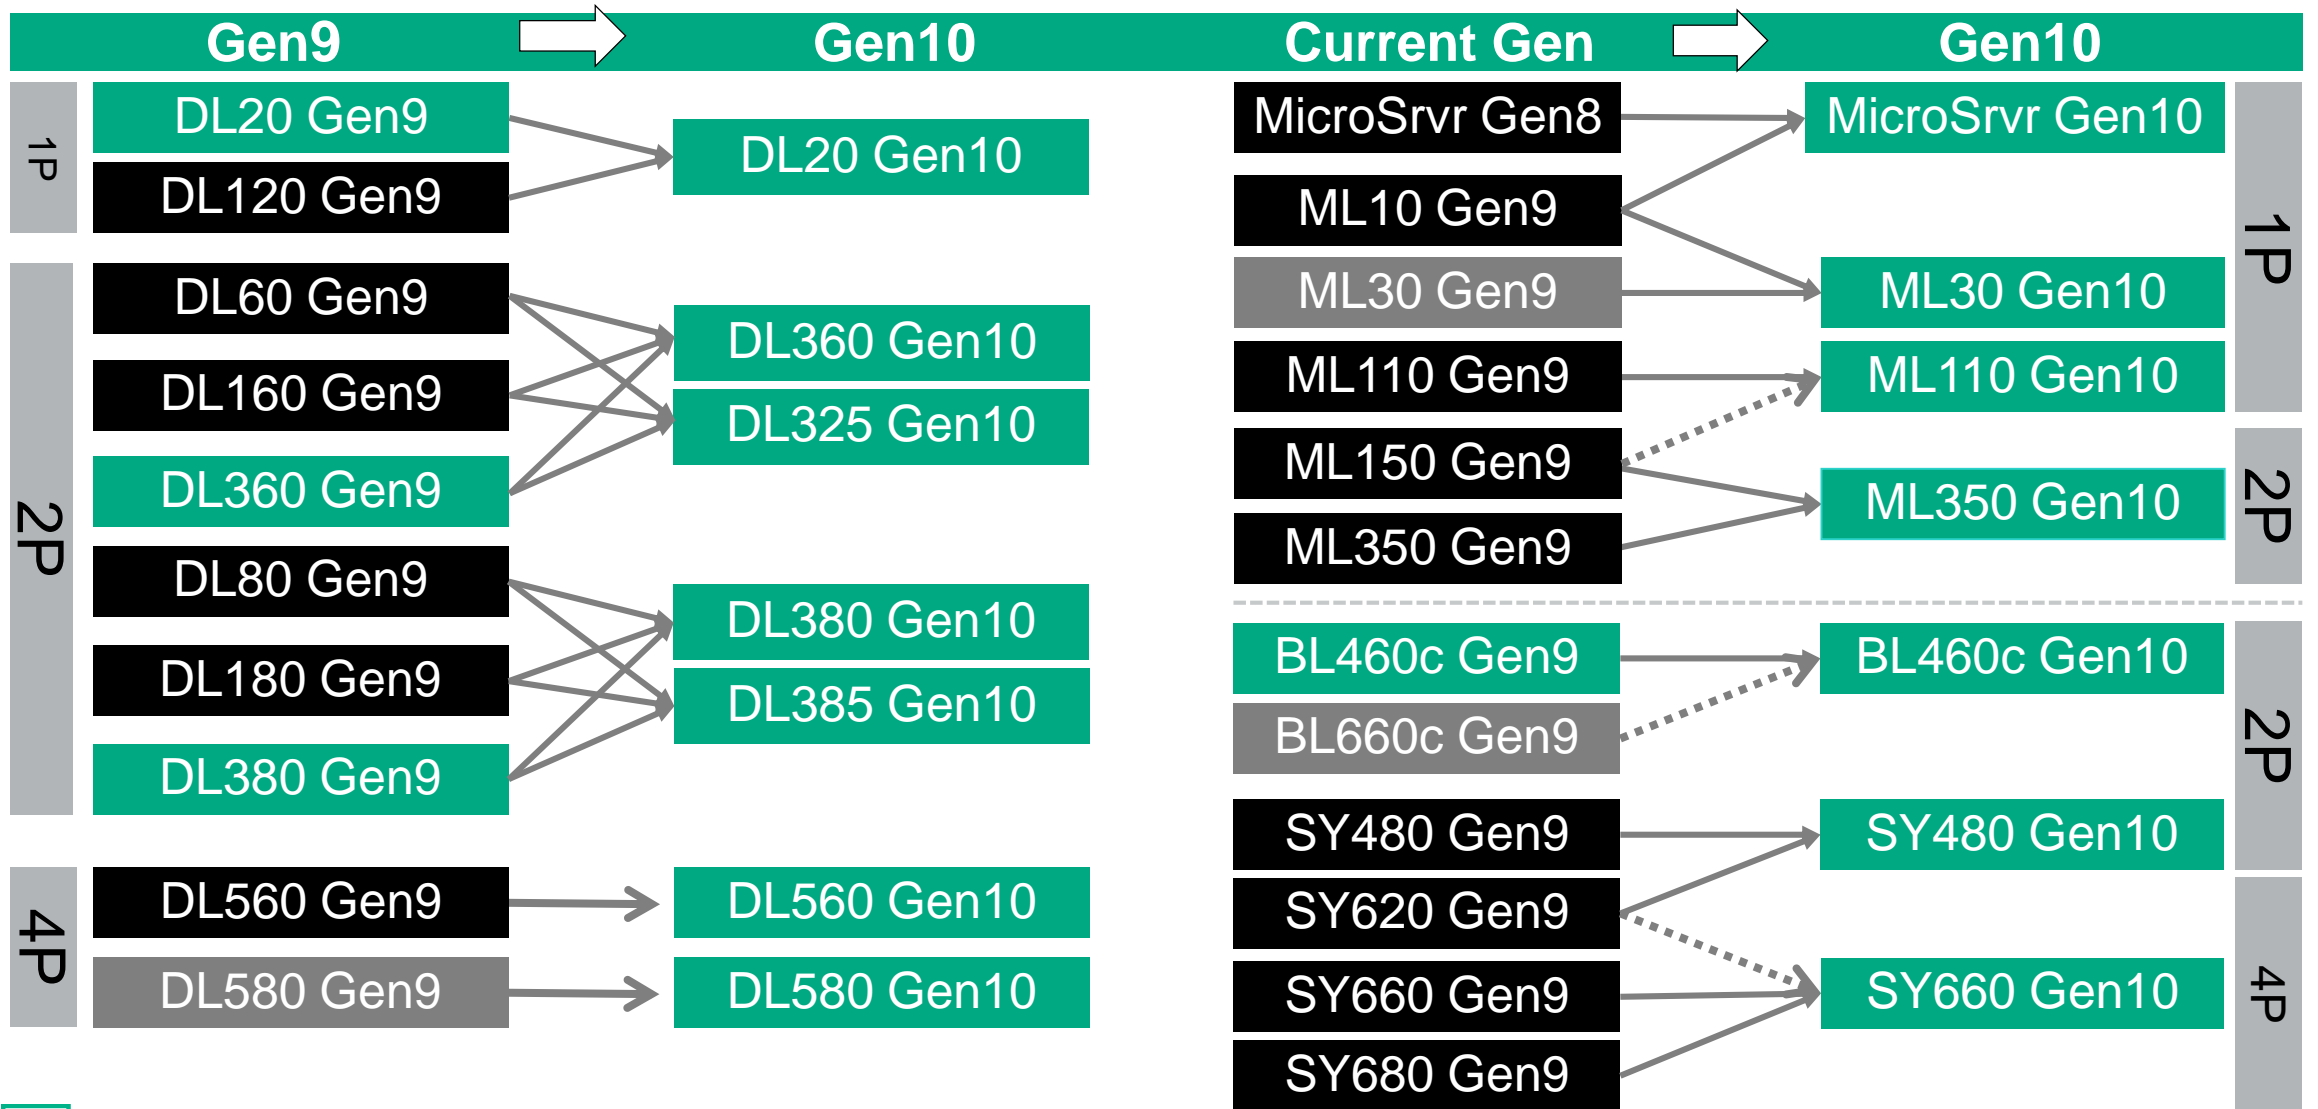 Gen9
Gen10
1P
DL20 Gen9
DL120 Gen9
DL20 Gen10
2P
DL60 Gen9
DL160 Gen9
DL360 Gen9
DL360 Gen10
DL325 Gen10
DL80 Gen9
DL180 Gen9
DL380 Gen9
DL380 Gen10
DL385 Gen10
4P
DL560 Gen9
DL580 Gen9
DL560 Gen10
DL580 Gen10
Current Gen
Gen10
MicroSrvr Gen8
ML10 Gen9
ML30 Gen9
ML110 Gen9
ML150 Gen9
ML350 Gen9
MicroSrvr Gen10
ML30 Gen10
ML110 Gen10
ML350 Gen10
1P
2P
BL460c Gen9
BL660c Gen9
SY480 Gen9
SY620 Gen9
SY660 Gen9
SY680 Gen9
BL460c Gen10
SY480 Gen10
SY660 Gen10
2P
4P